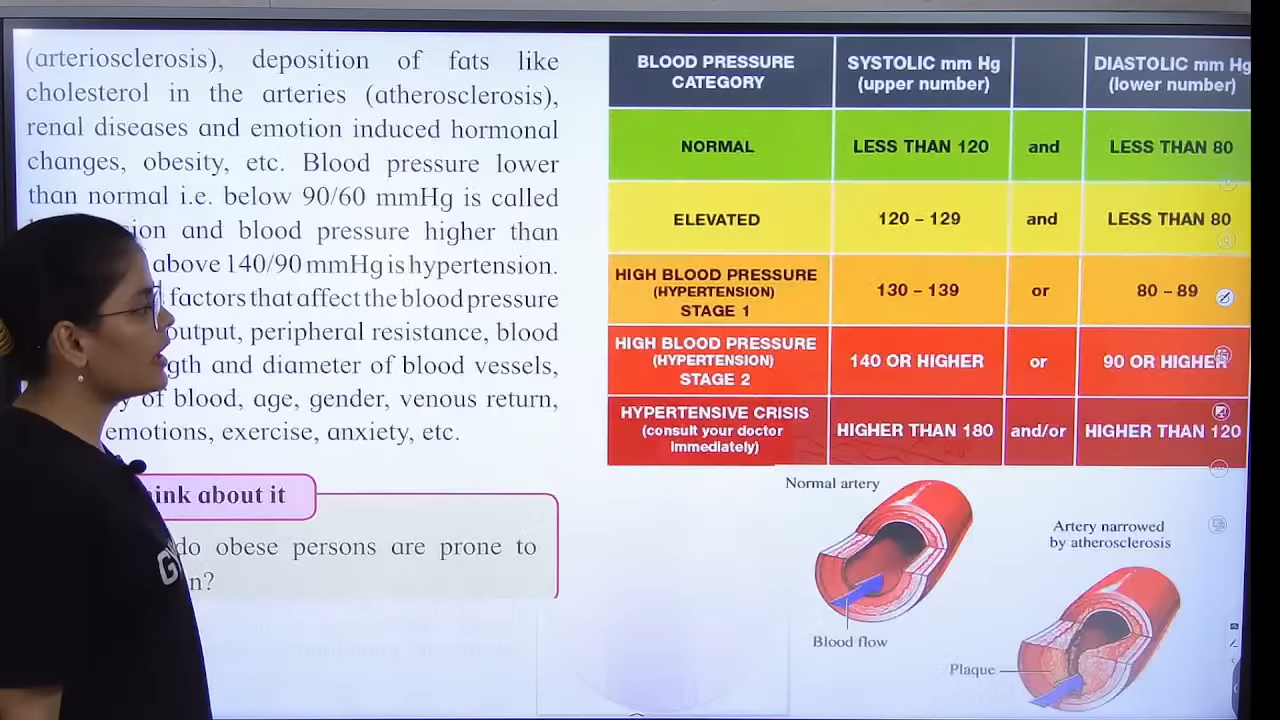 (arteriosclerosis), deposition of fats like
cholesterol in the arteries (atherosclerosis),
renal diseases and emotion induced hormonal
changes, obesity, etc. Blood pressure lower
than normal i.e. below 90/60 mmHg is called
and blood pressure higher than
above 140/90 mmHg is hypertension.
factors that affect the blood pressure
output, peripheral resistance, blood
and diameter of blood vessels,
of blood, age, gender, venous return,
emotions, exercise, anxiety, etc.
about it
do obese persons are prone to
BLOOD PRESSURE CATEGORY
SYSTOLIC mm Hg (upper number)
DIASTOLIC mm Hg (lower number)
NORMAL LESS THAN 120 and LESS THAN 80
ELEVATED 120 – 129 and LESS THAN 80
HIGH BLOOD PRESSURE (HYPERTENSION) STAGE 1 130 – 139 or 80 – 89
HIGH BLOOD PRESSURE (HYPERTENSION) STAGE 2 140 OR HIGHER or 90 OR HIGHER
HYPERTENSIVE CRISIS (consult your doctor immediately) HIGHER THAN 180 and/or HIGHER THAN 120
Normal artery
Blood flow
Artery narrowed
by atherosclerosis
Plaque